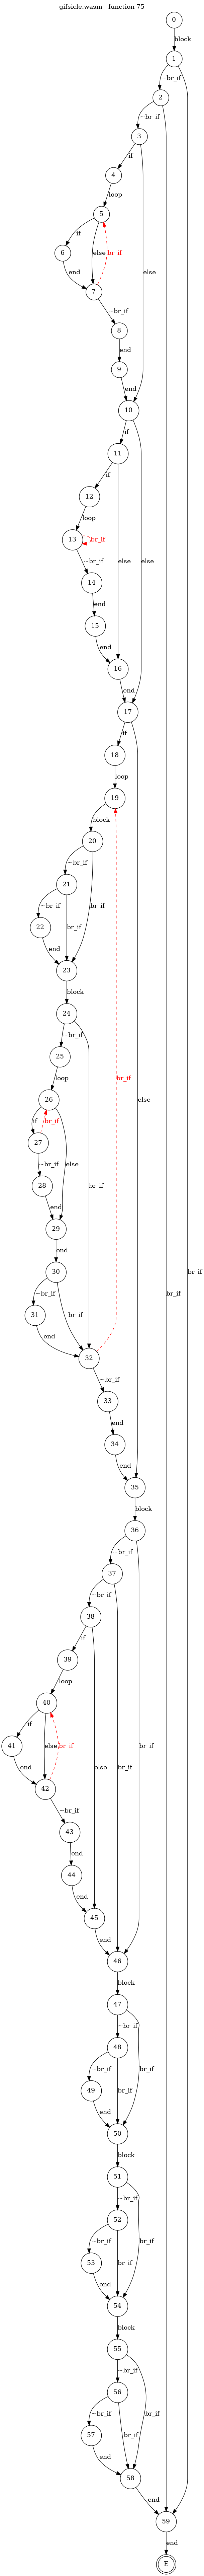 gifsicle.wasm - function 75
0
block
1
~br_if
2
~br_if
3
if
4
loop
5
if
6
else
br_if
end
7
~br_if
8
else
end
9
end
10
if
11
if
12
loop
13
br_if
~br_if
14
else
else
end
15
end
16
end
17
if
18
loop
19
block
20
~br_if
21
~br_if
22
br_if
br_if
end
23
block
24
~br_if
25
loop
26
br_if
if
br_if
27
else
else
~br_if
28
br_if
end
29
end
30
br_if
br_if
~br_if
31
br_if
end
32
~br_if
33
end
34
end
35
block
36
~br_if
37
~br_if
38
if
br_if
39
br_if
else
loop
40
if
41
else
br_if
end
42
~br_if
43
end
44
end
45
end
46
block
47
~br_if
48
br_if
~br_if
49
br_if
end
50
block
51
~br_if
52
br_if
~br_if
53
br_if
end
54
block
55
~br_if
56
br_if
~br_if
57
br_if
end
58
end
59
end
E